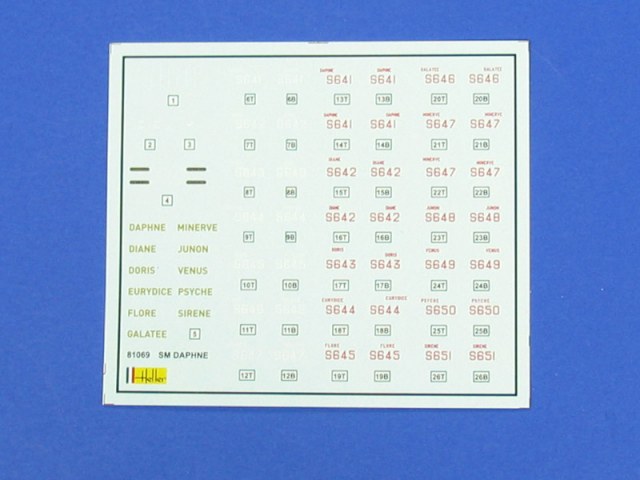 DAPHNE DAPHNE GALATEE GALATEE
S641 S641 S646 S646
1 6T 6B 13T 13B 20T 20B
DAPHNE DAPHNE MINERVE MINERVE
S641 S641 S647 S647
2 3 7T 7B 14T 14B 21T 21B
DIANE DIANE MINERVE MINERVE
S642 S642 S647 S647
4 8T 8B 15T 15B 22T 22B
DIANE DIANE JUNON JUNON
S642 S642 S648 S648
DAPHNE MINERVE 9T 9B 16T 16B 23T 23B
DIANE JUNON
DORIS DORIS VENUS VENUS
S643 S643 S649 S649
DORIS VENUS
10T 10B 17T 17B 24T 24B
EURYDICE PSYCHE
EURYDICE EURYDICE PSYCHE PSYCHE
S644 S644 S650 S650
FLORE SIRENE
11T 11B 18T 18B 25T 25B
GALATEE 5
FLORE FLORE SIRENE SIRENE
S645 S645 S651 S651
81069 SM DAPHNE
Heller 12T 12B 19T 19B 26T 26B